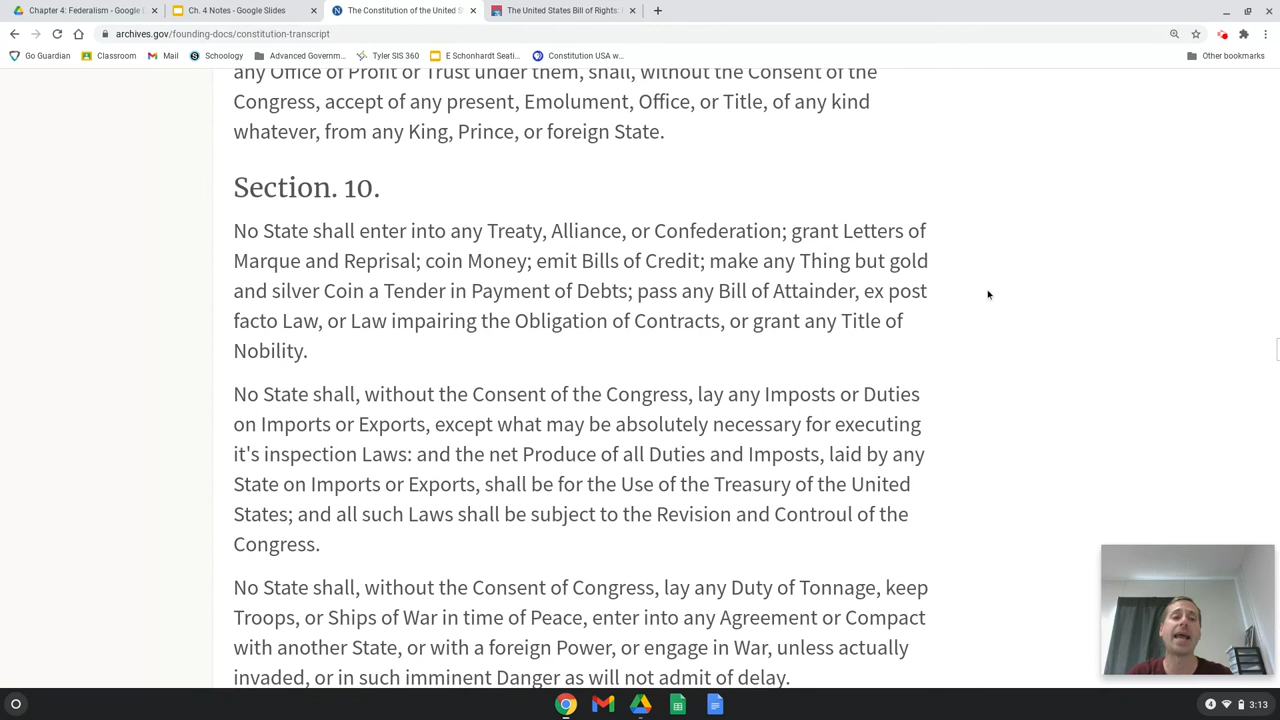 Chapter 4: Federalism - Google
Ch. 4 Notes - Google Slides
The Constitution of the United S
The United States Bill of Rights:
archives.gov/founding-docs/constitution-transcript
Go Guardian
Classroom
Mail
Schoology
Advanced Governm...
Tyler SIS 360
E Schonhardt Seati...
Constitution USA w...
Other bookmarks
any Office of Profit or Trust under them, shall, without the Consent of the
Congress, accept of any present, Emolument, Office, or Title, of any kind
whatever, from any King, Prince, or foreign State.
Section. 10.
No State shall enter into any Treaty, Alliance, or Confederation; grant Letters of
Marque and Reprisal; coin Money; emit Bills of Credit; make any Thing but gold
and silver Coin a Tender in Payment of Debts; pass any Bill of Attainder, ex post
facto Law, or Law impairing the Obligation of Contracts, or grant any Title of
Nobility.
No State shall, without the Consent of the Congress, lay any Imposts or Duties
on Imports or Exports, except what may be absolutely necessary for executing
it's inspection Laws: and the net Produce of all Duties and Imposts, laid by any
State on Imports or Exports, shall be for the Use of the Treasury of the United
States; and all such Laws shall be subject to the Revision and Controul of the
Congress.
No State shall, without the Consent of Congress, lay any Duty of Tonnage, keep
Troops, or Ships of War in time of Peace, enter into any Agreement or Compact
with another State, or with a foreign Power, or engage in War, unless actually
invaded, or in such imminent Danger as will not admit of delay.
4
3:13